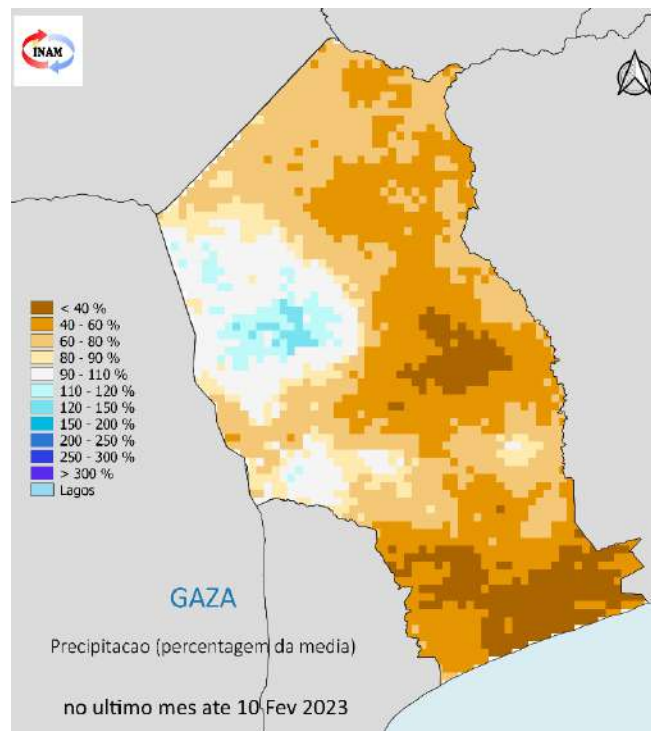 INAM
< 40 %
40 - 60 %
60 - 80 %
80 - 90 %
90 - 110 %
110 - 120 %
120 - 150 %
150 - 200 %
200 - 250 %
250 - 300 %
> 300 %
Lagos
GAZA
Precipitacao (percentagem da media)
no ultimo mes ate 10 Fev 2023